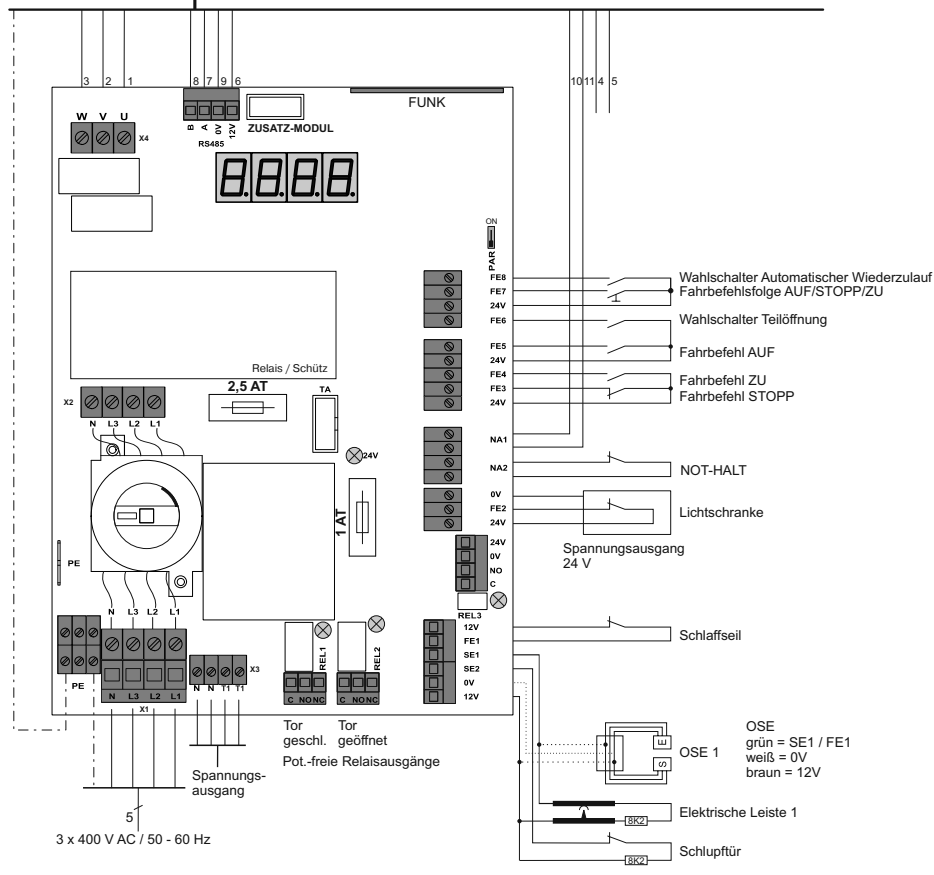 3 2 1
8 7 9 6
10 11 4 5
FUNK
W V U
X4
B A 0V 12V
RS485
ZUSATZ-MODUL
8.8.8.8.
ON
PAR
FE8
FE7
24V
FE6
FE5
24V
FE4
FE3
24V
NA1
NA2
0V
FE2
24V
24V
0V
NO
C
REL3
12V
FE1
SE1
SE2
0V
12V
Wahlschalter Automatischer Wiederzulauf
Fahrbefehlsfolge AUF/STOPP/ZU
Wahlschalter Teilöffnung
Fahrbefehl AUF
Fahrbefehl ZU
Fahrbefehl STOPP
NOT-HALT
Lichtschranke
Spannungsausgang
24 V
Schlaffseil
Relais / Schütz
2,5 AT
TA
X2
N L3 L2 L1
24V
1 AT
PE
N L3 L2 L1
PE
N L3 L2 L1
X1
N N T1 T1
X3
REL1
C NO NC
REL2
C NO NC
Tor
geschl.
Tor
geöffnet
Pot.-freie Relaisausgänge
Spannungs-
ausgang
5
3 x 400 V AC / 50 - 60 Hz
E
S
OSE 1
OSE
grün = SE1 / FE1
weiß = 0V
braun = 12V
Elektrische Leiste 1
8K2
Schlupftür
8K2